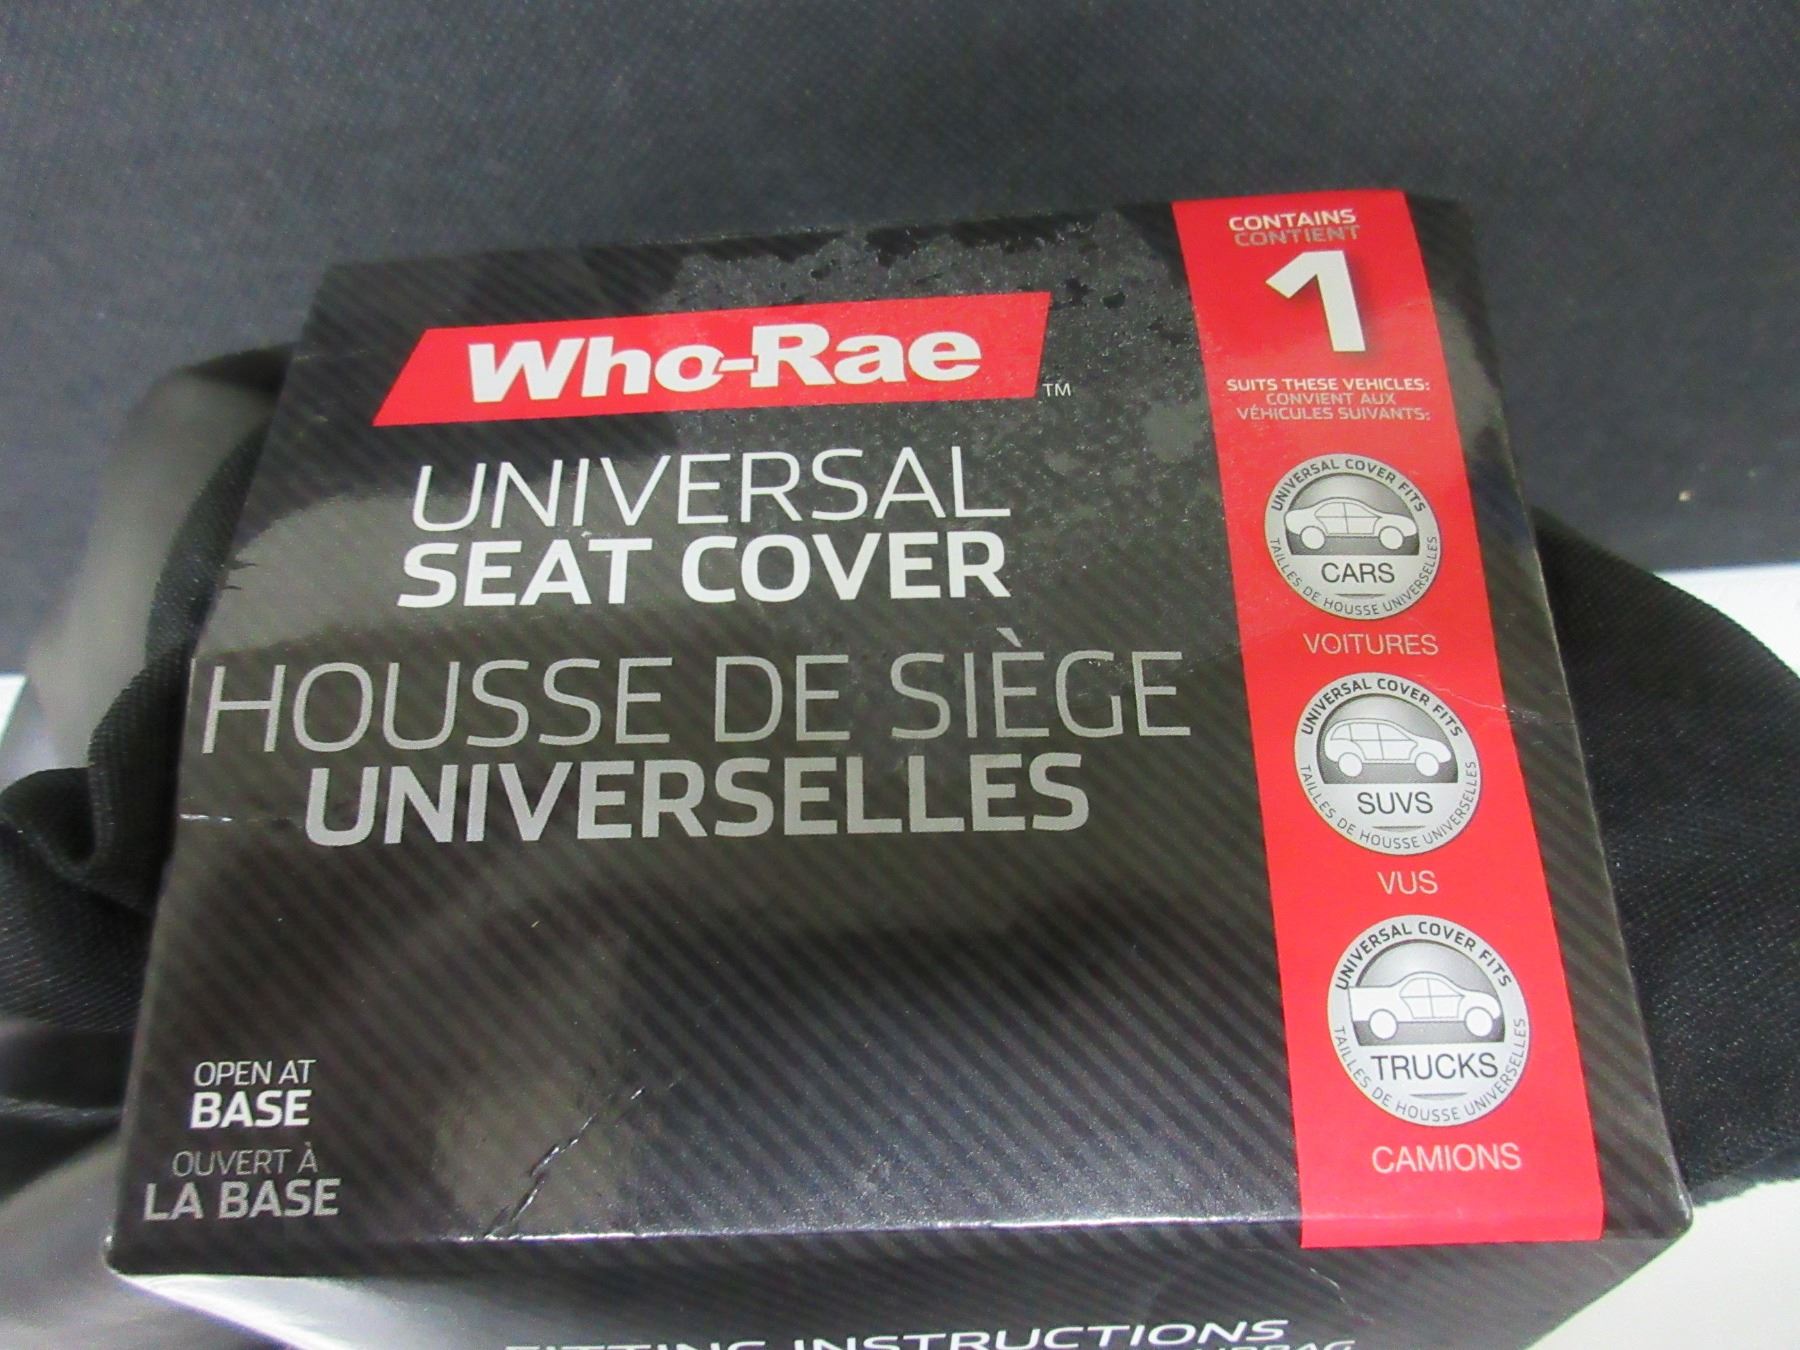 Who-Rae
TM
UNIVERSAL
SEAT COVER
HOUSSE DE SIÈGE
UNIVERSELLES
OPEN AT
BASE
OUVERT À
LA BASE
CONTAINS
CONTIENT
1
SUITS THESE VEHICLES:
CONVIENT AUX
VÉHICULES SUIVANTS:
UNIVERSAL COVER FITS
CARS
TAILLES DE HOUSSE UNIVERSELLES
VOITURES
UNIVERSAL COVER FITS
SUVS
TAILLES DE HOUSSE UNIVERSELLES
VUS
UNIVERSAL COVER FITS
TRUCKS
TAILLES DE HOUSSE UNIVERSELLES
CAMIONS
FITTING INSTRUCTIONS